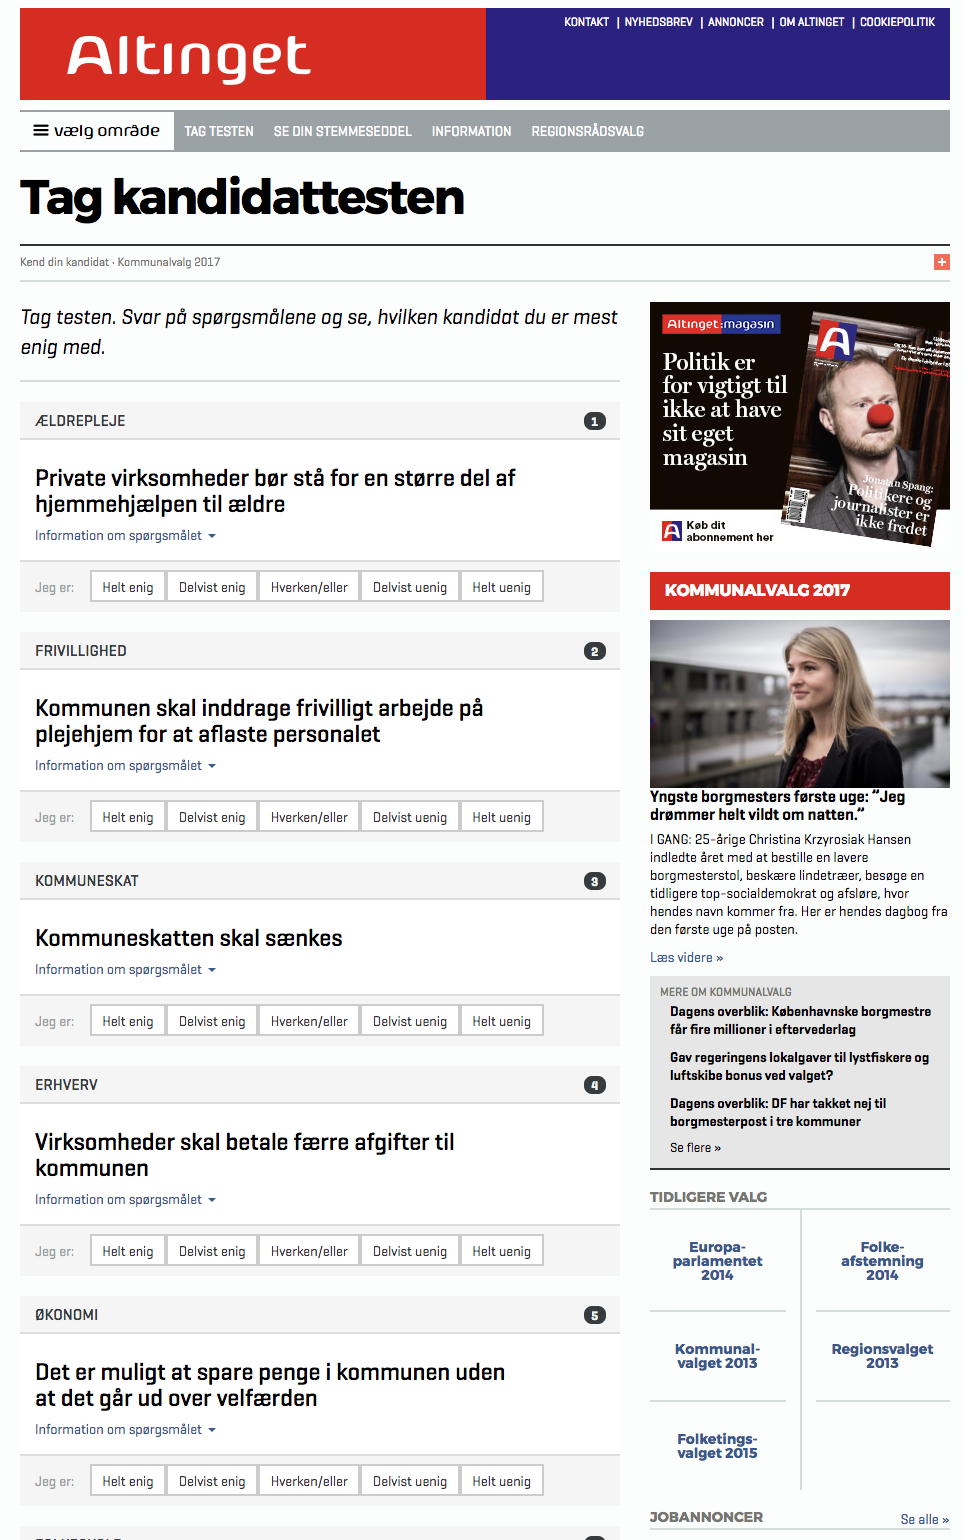 Altinget
KONTAKT | NYHEDSBREV | ANNONCER | OM ALTINGET | COOKIEPOLITIK
vælg område
TAG TESTEN
SE DIN STEMMESEDDEL
INFORMATION
REGIONSRÅDSVALG
Tag kandidattesten
Kend din kandidat · Kommunalvalg 2017
Tag testen. Svar på spørgsmålene og se, hvilken kandidat du er mest
enig med.
ÆLDREPLEJE
1
Private virksomheder bør stå for en større del af
hjemmehjælpen til ældre
Information om spørgsmålet
Jeg er: Helt enig Delvist enig Hverken/eller Delvist uenig Helt uenig
FRIVILLIGHED
2
Kommunen skal inddrage frivilligt arbejde på
plejehjem for at aflaste personalet
Information om spørgsmålet
Jeg er: Helt enig Delvist enig Hverken/eller Delvist uenig Helt uenig
KOMMUNESKAT
3
Kommuneskatten skal sænkes
Information om spørgsmålet
Jeg er: Helt enig Delvist enig Hverken/eller Delvist uenig Helt uenig
ERHVERV
4
Virksomheder skal betale færre afgifter til
kommunen
Information om spørgsmålet
Jeg er: Helt enig Delvist enig Hverken/eller Delvist uenig Helt uenig
ØKONOMI
5
Det er muligt at spare penge i kommunen uden
at det går ud over velfærden
Information om spørgsmålet
Jeg er: Helt enig Delvist enig Hverken/eller Delvist uenig Helt uenig
Altinget:magasin
Politik er
for vigtigt til
ikke at have
sit eget
magasin
Jonatan Spang:
Politikere og
journalister er
ikke fredet
Køb dit
abonnement her
KOMMUNALVALG 2017
Yngste borgmesters første uge: ”Jeg
drømmer helt vildt om natten.”
I GANG: 25-årige Christina Krzyrosiak Hansen
indledte året med at bestille en lavere
borgmesterstol, beskære lindetræer, besøge en
tidligere top-socialdemokrat og afsløre, hvor
hendes navn kommer fra. Her er hendes dagbog fra
den første uge på posten.
Læs videre »
MERE OM KOMMUNALVALG
Dagens overblik: Københavnske borgmestre
får fire millioner i eftervederlag
Gav regeringens lokalgaver til lystfiskere og
luftskibe bonus ved valget?
Dagens overblik: DF har takket nej til
borgmesterpost i tre kommuner
Se flere »
TIDLIGERE VALG
Europa-
parlamentet
2014
Folke-
afstemning
2014
Kommunal-
valget 2013
Regionsvalget
2013
Folketings-
valget 2015
JOBANNONCER
Se alle »